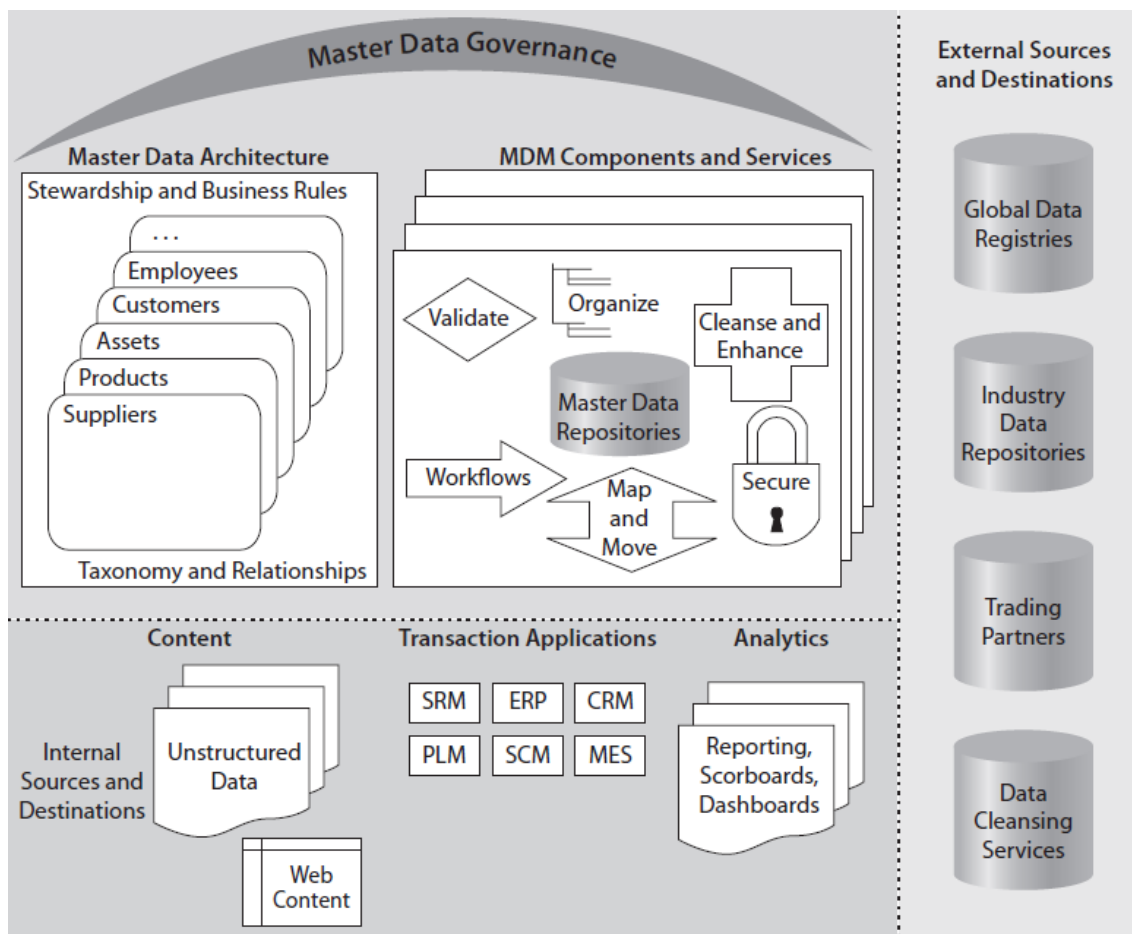 Master Data Governance
Master Data Architecture
Stewardship and Business Rules
...
Employees
Customers
Assets
Products
Suppliers
Taxonomy and Relationships
MDM Components and Services
Validate
Organize
Cleanse and
Enhance
Master Data
Repositories
Workflows
Map
and
Move
Secure
External Sources
and Destinations
Global Data
Registries
Industry
Data
Repositories
Trading
Partners
Data
Cleansing
Services
Internal
Sources and
Destinations
Content
Unstructured
Data
Web
Content
Transaction Applications
SRM
ERP
CRM
PLM
SCM
MES
Analytics
Reporting,
Scorboards,
Dashboards